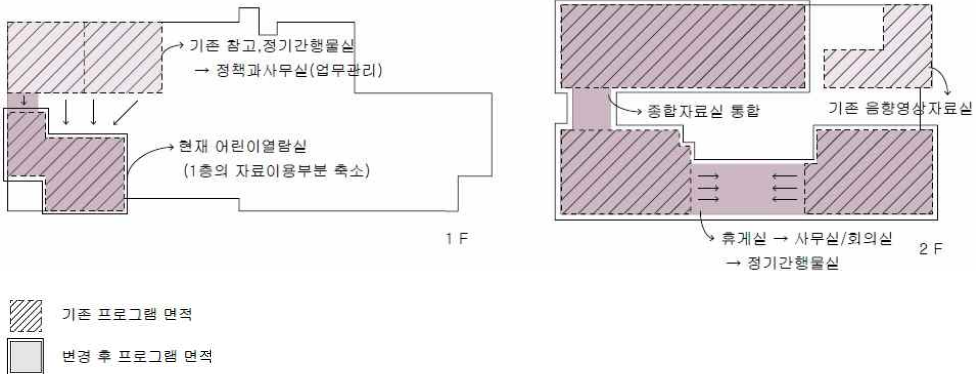 기존 참고,정기간행물실
→ 정책과사무실(업무관리)
현재 어린이열람실
(1층의 자료이용부분 축소)
1 F
종합자료실 통합
기존 음향영상자료실
휴게실 → 사무실/회의실
→ 정기간행물실
2 F
기존 프로그램 면적
변경 후 프로그램 면적